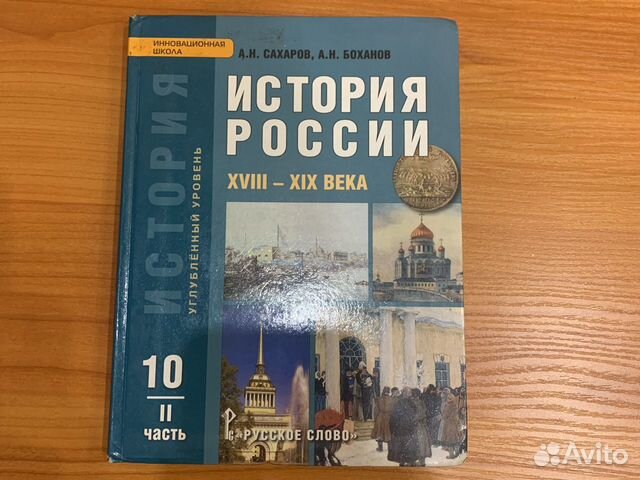 ИННОВАЦИОННАЯ
ШКОЛА
А.Н. САХАРОВ, А.Н. БОХАНОВ
ИСТОРИЯ
РОССИИ
XVIII – XIX ВЕКА
ИСТОРИЯ
УГЛУБЛЁННЫЙ УРОВЕНЬ
10
II
ЧАСТЬ
«РУССКОЕ СЛОВО»
Avito